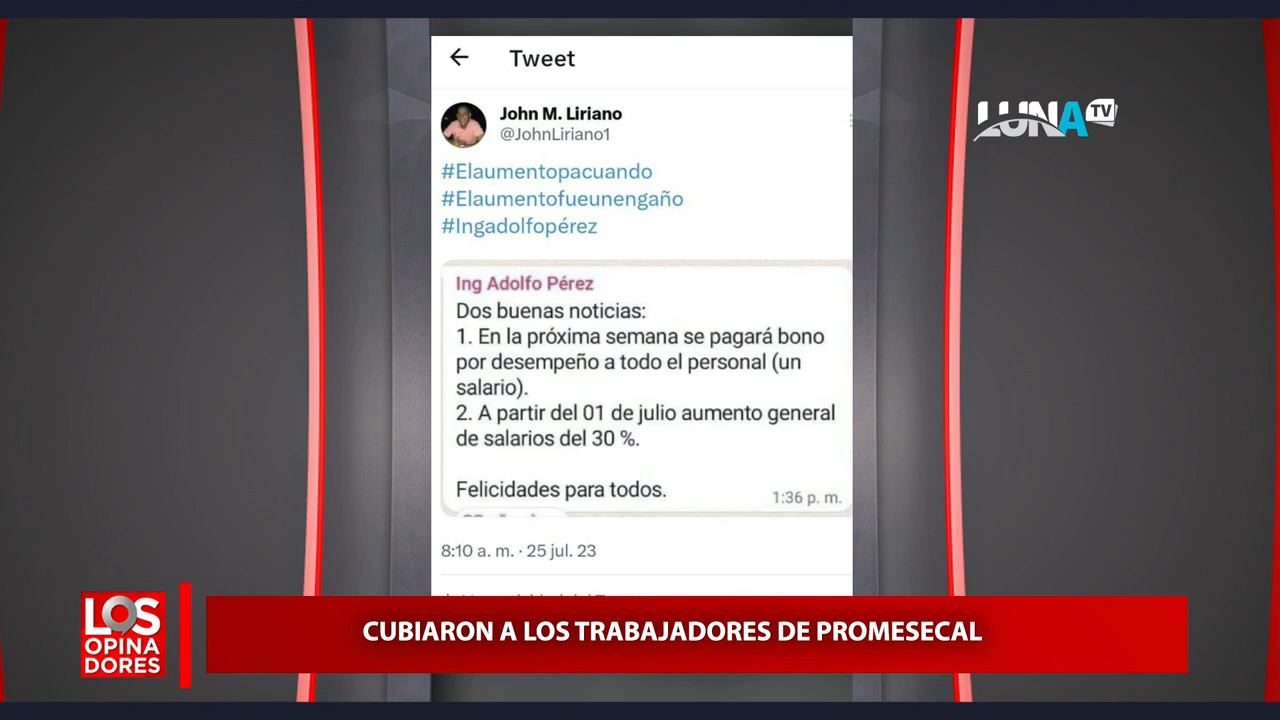 Tweet
LUNA TV
John M. Liriano
@JohnLiriano1
#Elaumentopacuando
#Elaumentofueunengaño
#Ingadolfopérez
Ing Adolfo Pérez
Dos buenas noticias:
1. En la próxima semana se pagará bono
por desempeño a todo el personal (un
salario).
2. A partir del 01 de julio aumento general
de salarios del 30 %.
Felicidades para todos.
1:36 p. m.
8:10 a. m. · 25 jul. 23
LOS
OPINA
DORES
CUBIARON A LOS TRABAJADORES DE PROMESECAL